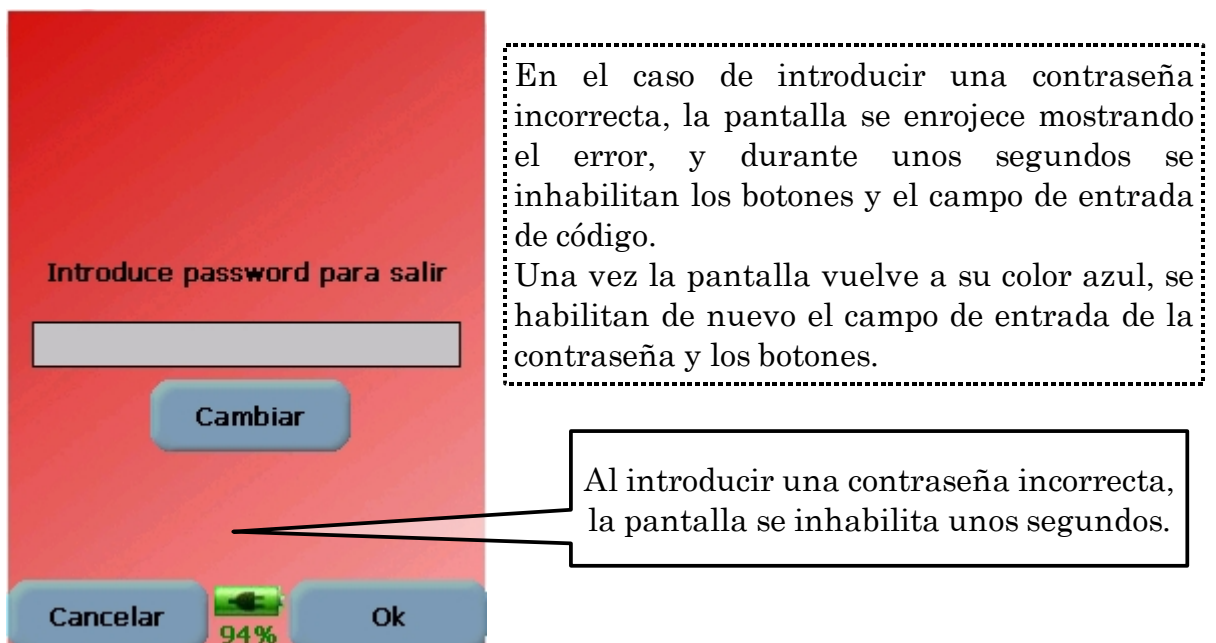 En el caso de introducir una contraseña
incorrecta, la pantalla se enrojece mostrando
el error, y durante unos segundos se
inhabilitan los botones y el campo de entrada
de código.
Una vez la pantalla vuelve a su color azul, se
habilitan de nuevo el campo de entrada de la
contraseña y los botones.
Introduce password para salir
Cambiar
Al introducir una contraseña incorrecta,
la pantalla se inhabilita unos segundos.
Cancelar
94%
Ok